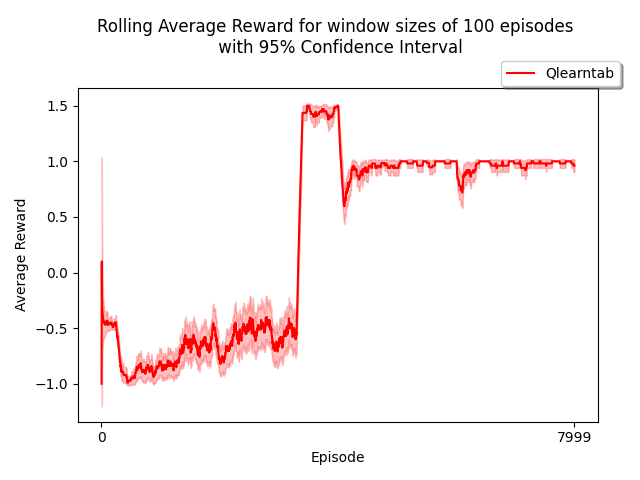 Rolling Average Reward for window sizes of 100 episodes
with 95% Confidence Interval
Qlearntab
1.5
1.0
0.5
0.0
−0.5
−1.0
Average Reward
0
7999
Episode